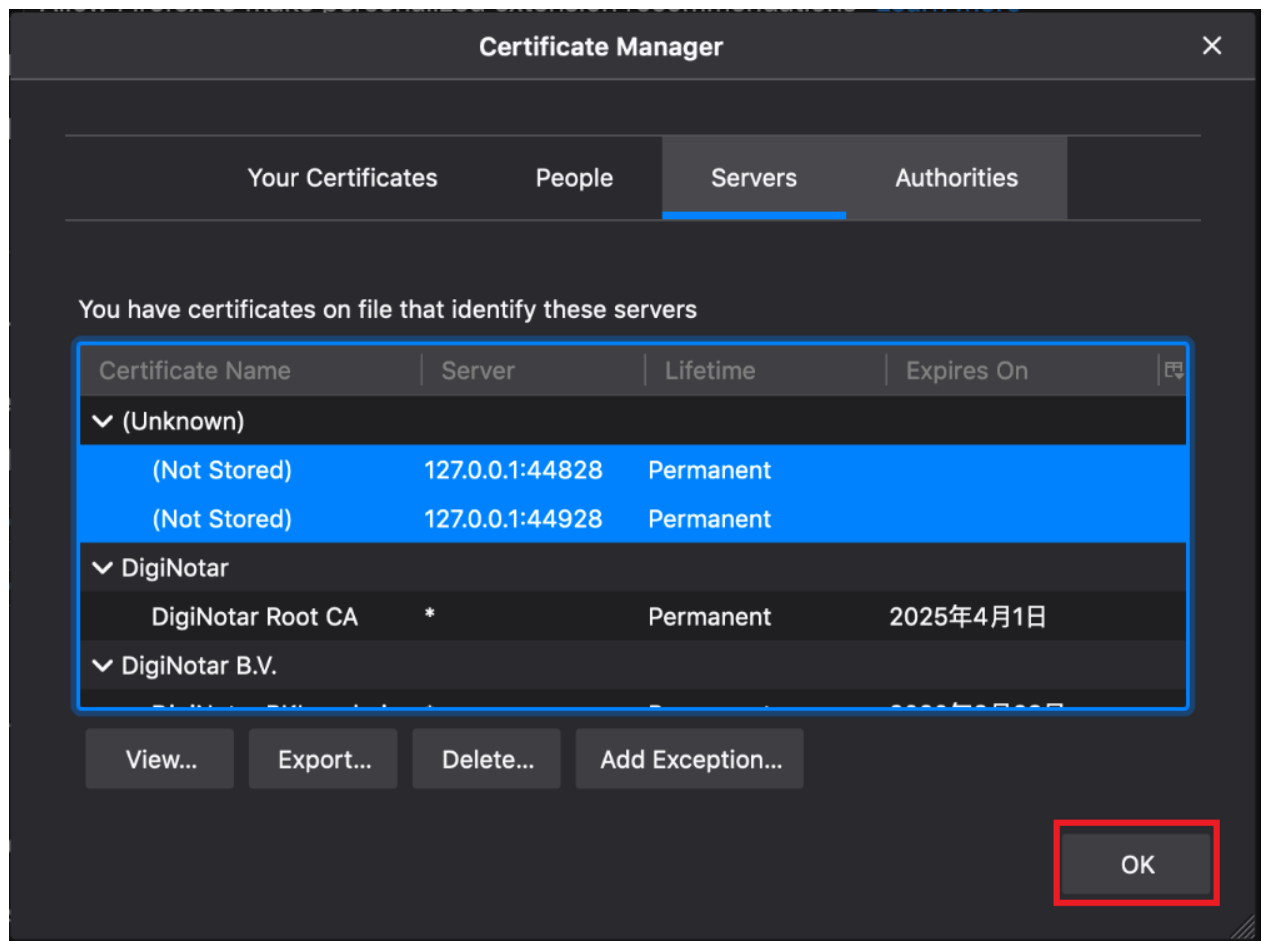 Certificate Manager
Your Certificates People Servers Authorities
You have certificates on file that identify these servers
Certificate Name Server Lifetime Expires On
(Unknown)
(Not Stored) 127.0.0.1:44828 Permanent
(Not Stored) 127.0.0.1:44928 Permanent
DigiNotar
DigiNotar Root CA * Permanent 2025年4月1日
DigiNotar B.V.
View... Export... Delete... Add Exception...
OK